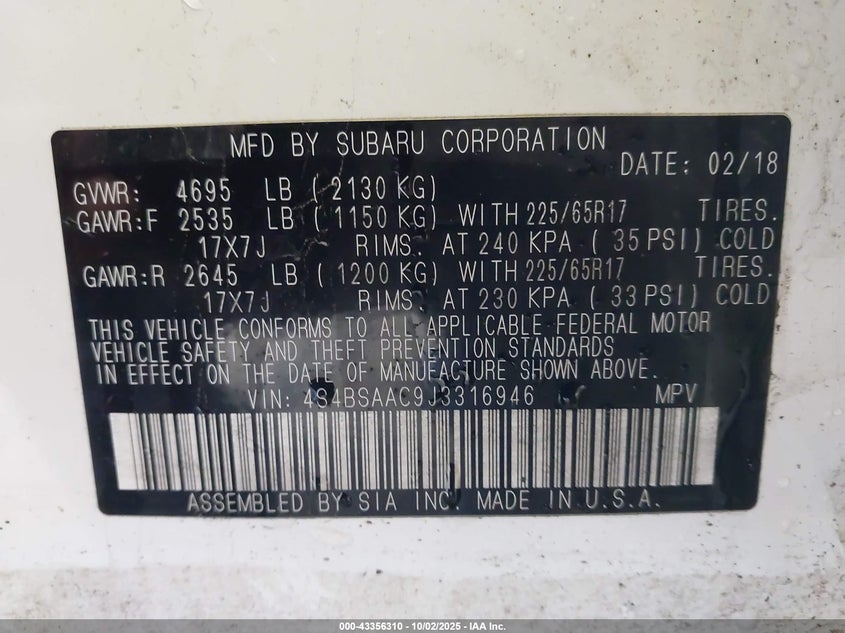 MFD BY SUBARU CORPORATION
DATE: 02/18
GVWR: 4695 LB ( 2130 KG)
GAWR:F 2535 LB ( 1150 KG) WITH 225/65R17 TIRES.
17X7J RIMS. AT 240 KPA ( 35 PSI) COLD
GAWR:R 2645 LB ( 1200 KG) WITH 225/65R17 TIRES.
17X7J RIMS. AT 230 KPA ( 33 PSI) COLD
THIS VEHICLE CONFORMS TO ALL APPLICABLE FEDERAL MOTOR
VEHICLE SAFETY AND THEFT PREVENTION STANDARDS
IN EFFECT ON THE DATE OF MANUFACTURE SHOWN ABOVE.
VIN: 4S4BSAAC9J3316946 MPV
ASSEMBLED BY SIA INC. MADE IN U.S.A.
000-43356310 - 10/02/2025 - IAA Inc.